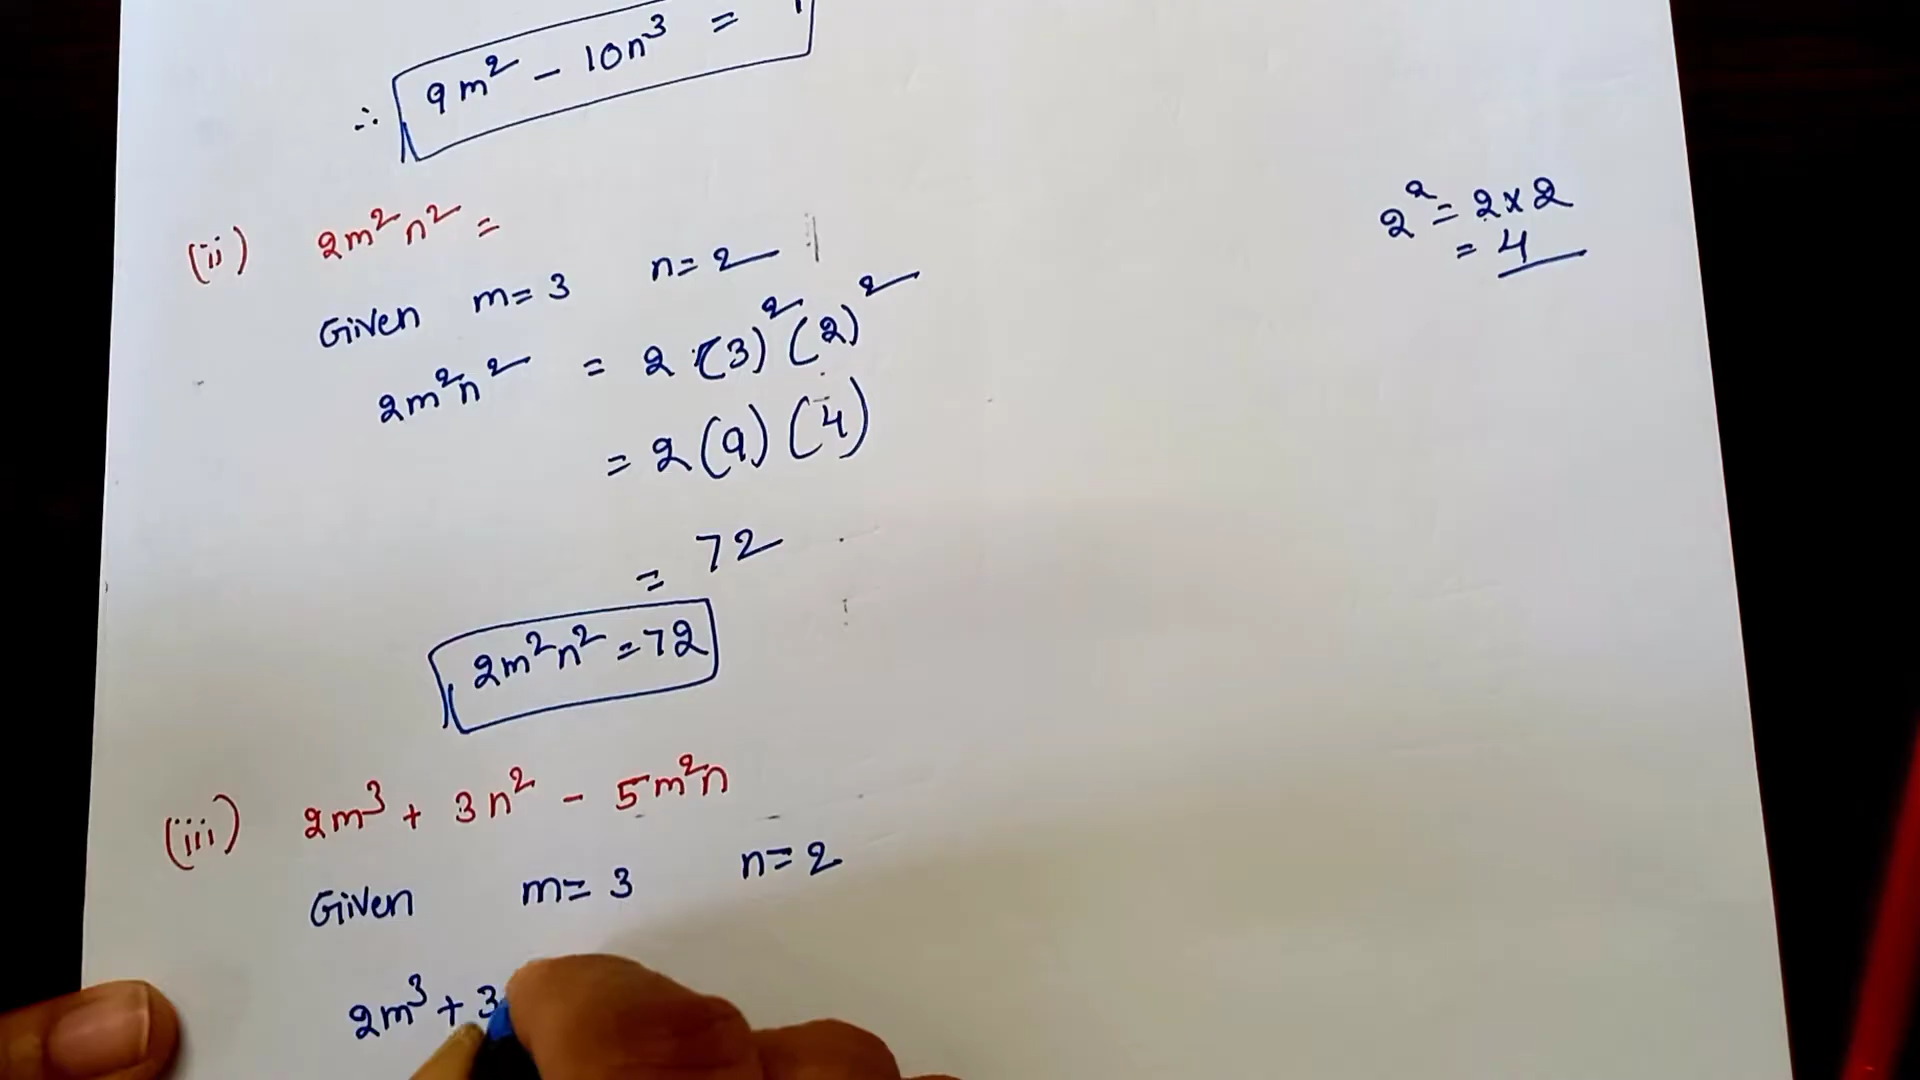 ∴ 9m² - 10n³ =
(ii) 2m²n² =
Given m = 3 n = 2
2m²n² = 2 (3)² (2)²
= 2 (9) (4)
= 72
2m²n² = 72
(iii) 2m³ + 3n² - 5m²n
Given m = 3 n = 2
2m³ + 3
2² = 2 × 2
= 4